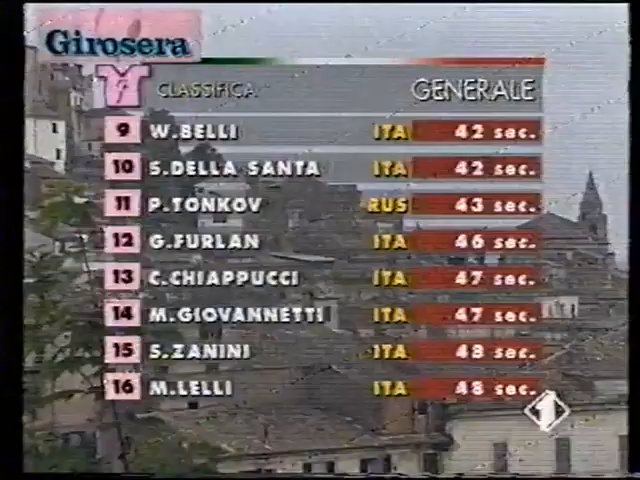 Girosera
CLASSIFICA GENERALE
9 W.BELLI ITA 42 sec.
10 S.DELLA SANTA ITA 42 sec.
11 P.TONKOV RUS 43 sec.
12 G.FURLAN ITA 46 sec.
13 C.CHIAPPUCCI ITA 47 sec.
14 M.GIOVANNETTI ITA 47 sec.
15 S.ZANINI ITA 48 sec.
16 M.LELLI ITA 48 sec.
1